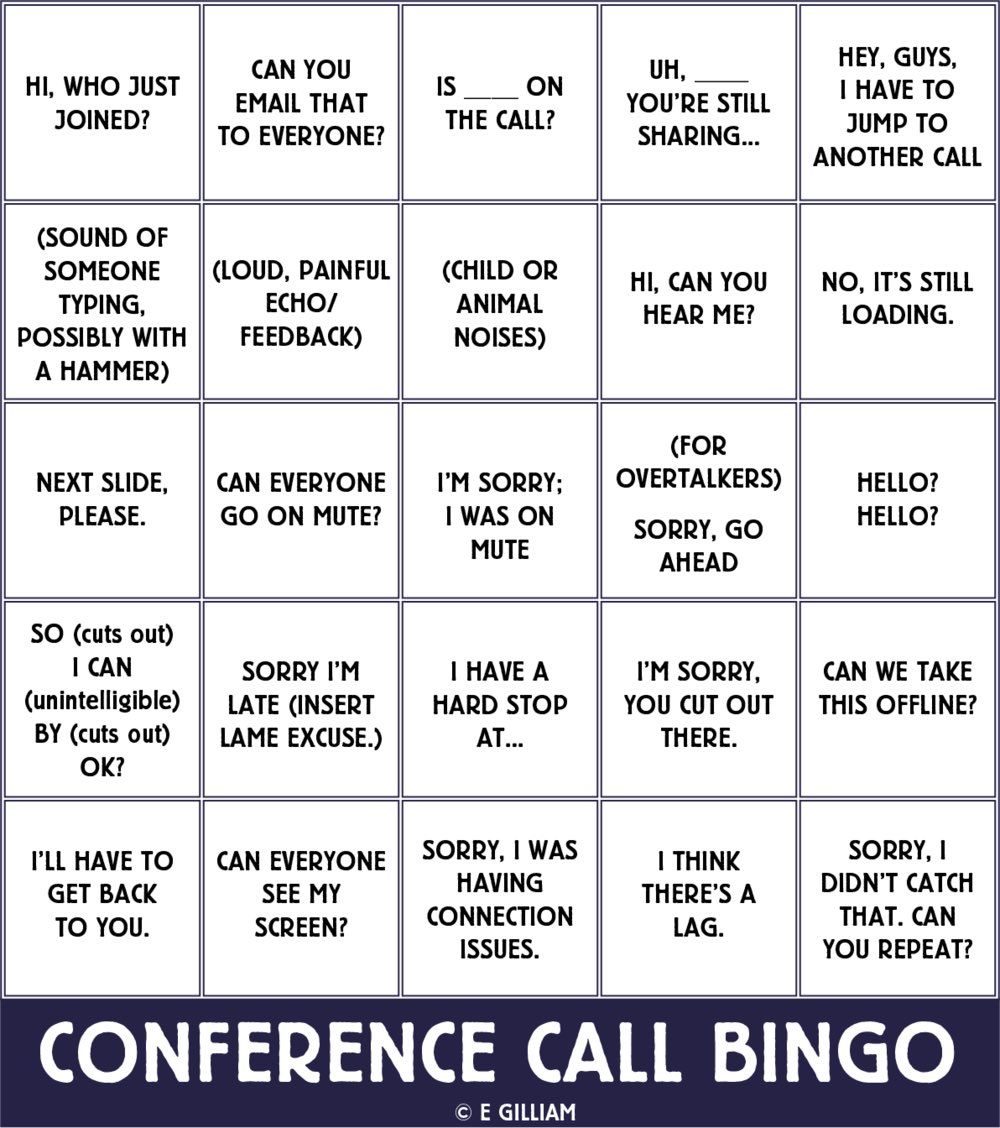 HI, WHO JUST
JOINED?
CAN YOU
EMAIL THAT
TO EVERYONE?
IS ____ ON
THE CALL?
UH, ____
YOU'RE STILL
SHARING...
HEY, GUYS,
I HAVE TO
JUMP TO
ANOTHER CALL
(SOUND OF
SOMEONE
TYPING,
POSSIBLY WITH
A HAMMER)
(LOUD, PAINFUL
ECHO/
FEEDBACK)
(CHILD OR
ANIMAL
NOISES)
HI, CAN YOU
HEAR ME?
NO, IT'S STILL
LOADING.
NEXT SLIDE,
PLEASE.
CAN EVERYONE
GO ON MUTE?
I'M SORRY;
I WAS ON
MUTE
(FOR
OVERTALKERS)
SORRY, GO
AHEAD
HELLO?
HELLO?
SO (cuts out)
I CAN
(unintelligible)
BY (cuts out)
OK?
SORRY I'M
LATE (INSERT
LAME EXCUSE.)
I HAVE A
HARD STOP
AT...
I'M SORRY,
YOU CUT OUT
THERE.
CAN WE TAKE
THIS OFFLINE?
I'LL HAVE TO
GET BACK
TO YOU.
CAN EVERYONE
SEE MY
SCREEN?
SORRY, I WAS
HAVING
CONNECTION
ISSUES.
I THINK
THERE'S A
LAG.
SORRY, I
DIDN'T CATCH
THAT. CAN
YOU REPEAT?
CONFERENCE CALL BINGO
© E GILLIAM